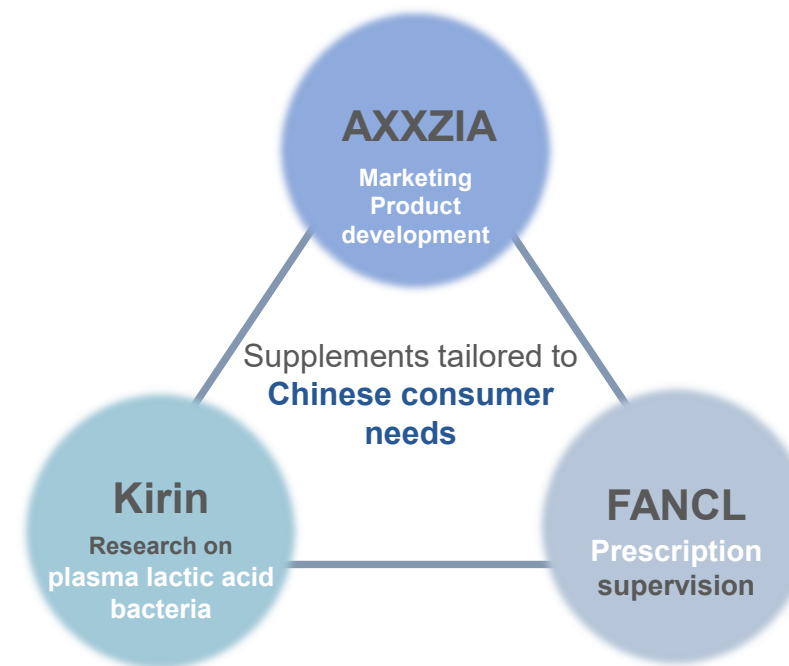 AXXZIA
Marketing
Product
development
Supplements tailored to
Chinese consumer
needs
Kirin
Research on
plasma lactic acid
bacteria
FANCL
Prescription
supervision